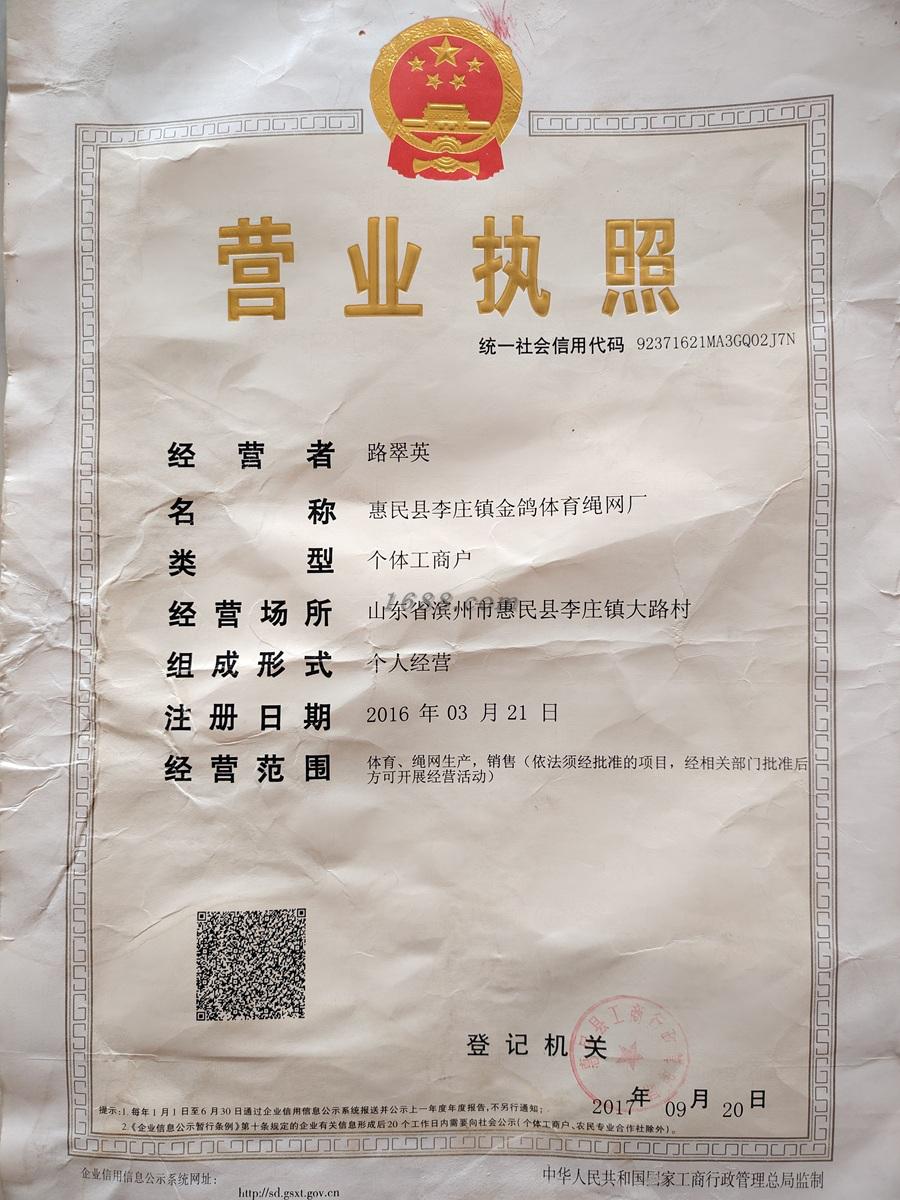 营业执照
统一社会信用代码 92371621MA3GQ02J7N
经营者 路翠英
名称 惠民县李庄镇金鸽体育绳网厂
类型 个体工商户
1688.com
经营场所 山东省滨州市惠民县李庄镇大路村
组成形式 个人经营
注册日期 2016 年 03 月 21 日
经营范围 体育、绳网生产，销售（依法须经批准的项目，经相关部门批准后
方可开展经营活动）
登记机关
2017年 09月 20日
提示:1.每年1月1日至6月30日通过企业信用信息公示系统报送并公示上一年度年度报告,不另行通知;
2.《企业信息公示暂行条例》第十条规定的企业有关信息形成后20个工作日内需要向社会公示(个体工商户、农民专业合作社除外)。
企业信用信息公示系统网址:
http://sd.gsxt.gov.cn
中华人民共和国国家工商行政管理总局监制